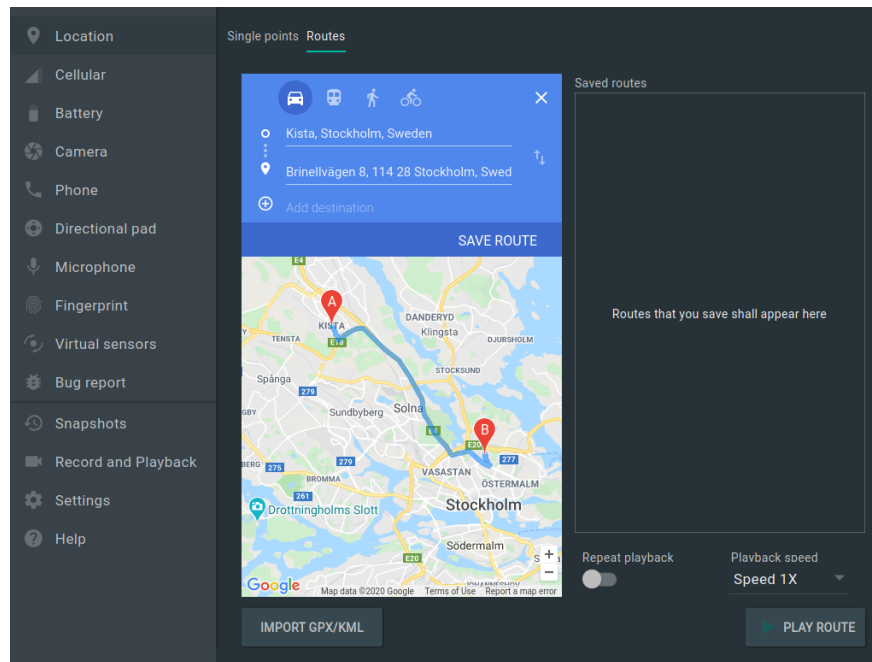 Location
Cellular
Battery
Camera
Phone
Directional pad
Microphone
Fingerprint
Virtual sensors
Bug report
Snapshots
Record and Playback
Settings
Help
Single points Routes
Kista, Stockholm, Sweden
Brinellvägen 8, 114 28 Stockholm, Swed
Add destination
SAVE ROUTE
E4
A
DANDERYD
KISTA
Klingsta
TENSTA
E18
DJURSHOLM
STOCKSUND
Spånga
279
Sundbyberg
Solna
E4
B
E20
BERG
275
279
277
VASASTAN
BROMMA
ÖSTERMALM
261
Drottningholms Slott
Stockholm
Södermalm
E20
+
−
Google
Map data ©2020 Google Terms of Use Report a map error
IMPORT GPX/KML
Saved routes
Routes that you save shall appear here
Repeat playback
Playback speed
Speed 1X
PLAY ROUTE